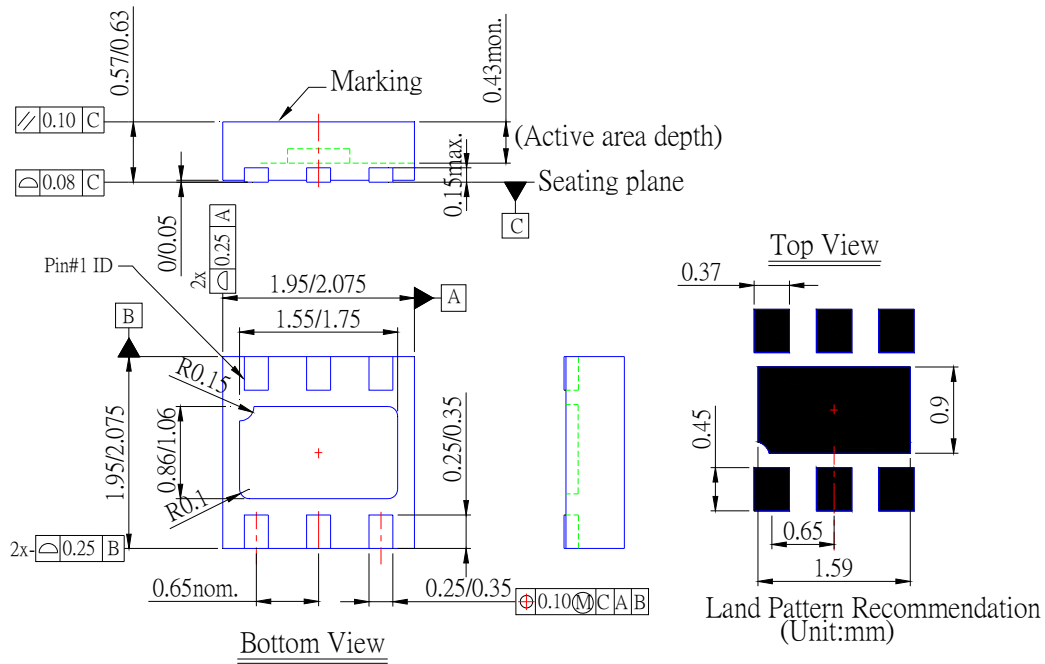 0.57/0.63
Marking
0.43mon.
// 0.10 C
(Active area depth)
0.15max.
⌓ 0.08 C
Seating plane
0/0.05
C
2x ⌓ 0.25 A
Pin#1 ID
1.95/2.075
A
B
1.55/1.75
R0.15
1.95/2.075
0.86/1.06
0.25/0.35
R0.1
2x- ⌓ 0.25 B
0.65nom.
0.25/0.35
⌖ 0.10 Ⓜ C A B
Bottom View
Top View
0.37
0.9
0.45
0.65
1.59
Land Pattern Recommendation
(Unit:mm)